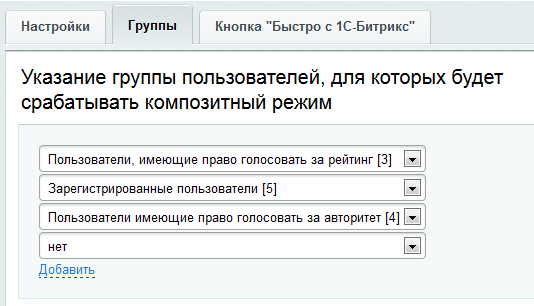 Настройки
Группы
Кнопка "Быстро с 1С-Битрикс"
Указание группы пользователей, для которых будет
срабатывать композитный режим
Пользователи, имеющие право голосовать за рейтинг [3]
Зарегистрированные пользователи [5]
Пользователи имеющие право голосовать за авторитет [4]
нет
Добавить